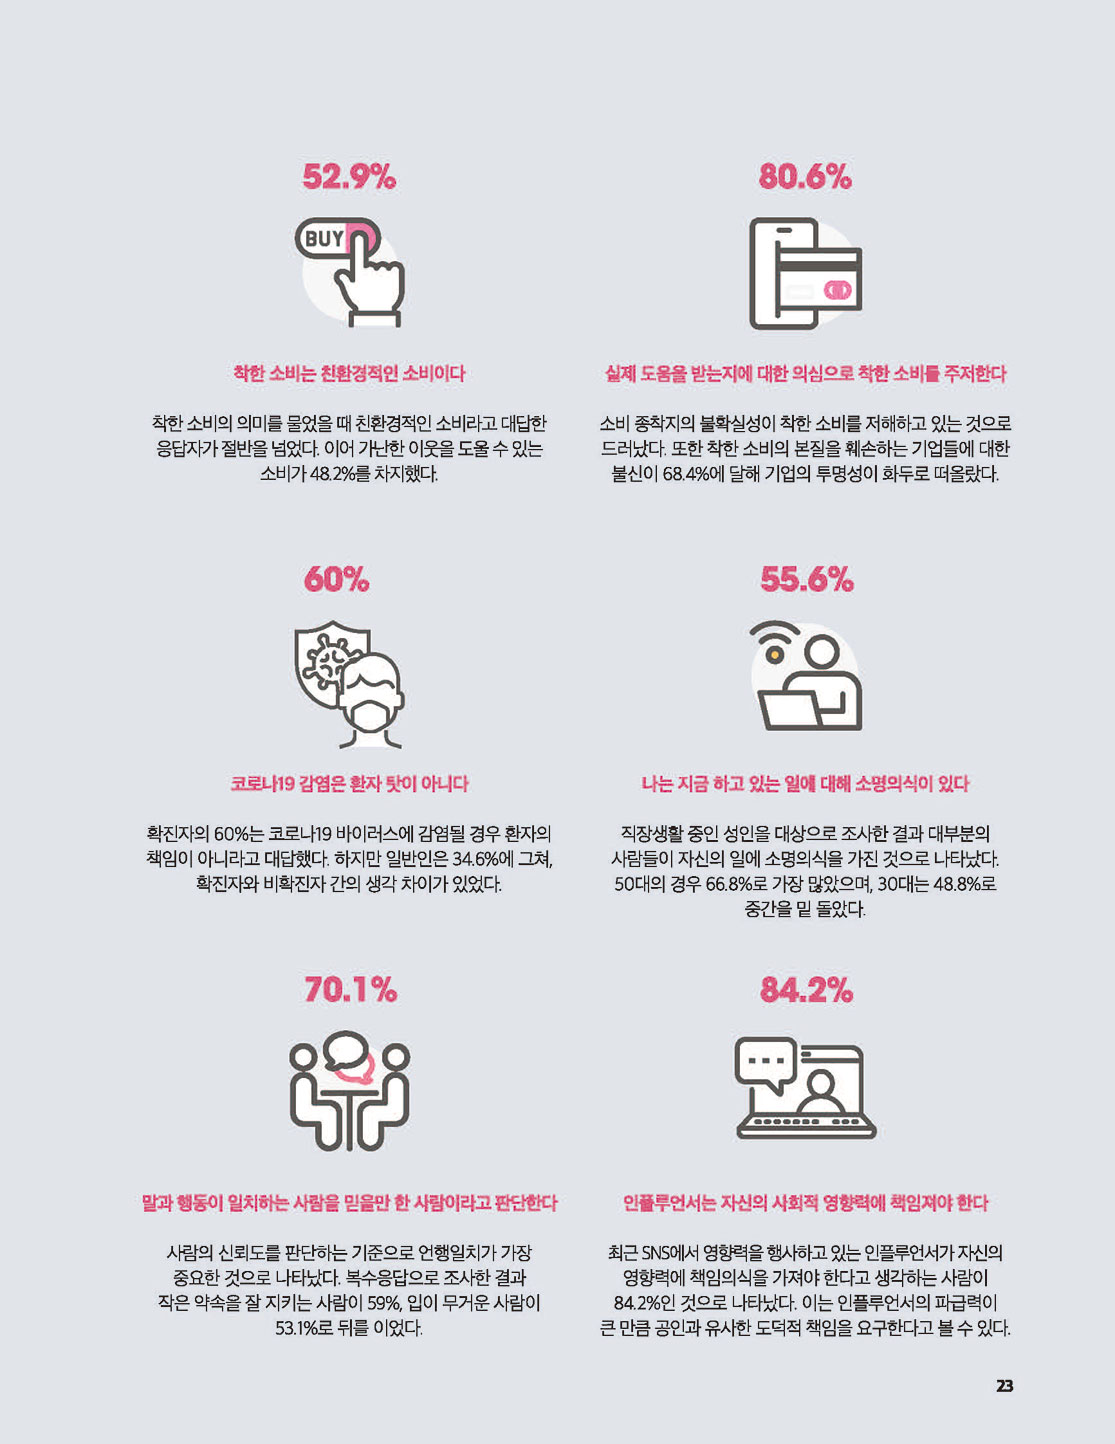 52.9%
BUY
착한 소비는 친환경적인 소비이다
착한 소비의 의미를 물었을 때 친환경적인 소비라고 대답한
응답자가 절반을 넘었다. 이어 가난한 이웃을 도울 수 있는
소비가 48.2%를 차지했다.
80.6%
실제 도움을 받는지에 대한 의심으로 착한 소비를 주저한다
소비 종착지의 불확실성이 착한 소비를 저해하고 있는 것으로
드러났다. 또한 착한 소비의 본질을 훼손하는 기업들에 대한
불신이 68.4%에 달해 기업의 투명성이 화두로 떠올랐다.
60%
코로나19 감염은 환자 탓이 아니다
확진자의 60%는 코로나19 바이러스에 감염될 경우 환자의
책임이 아니라고 대답했다. 하지만 일반인은 34.6%에 그쳐,
확진자와 비확진자 간의 생각 차이가 있었다.
55.6%
나는 지금 하고 있는 일에 대해 소명의식이 있다
직장생활 중인 성인을 대상으로 조사한 결과 대부분의
사람들이 자신의 일에 소명의식을 가진 것으로 나타났다.
50대의 경우 66.8%로 가장 많았으며, 30대는 48.8%로
중간을 밑 돌았다.
70.1%
말과 행동이 일치하는 사람을 믿을만 한 사람이라고 판단한다
사람의 신뢰도를 판단하는 기준으로 언행일치가 가장
중요한 것으로 나타났다. 복수응답으로 조사한 결과
작은 약속을 잘 지키는 사람이 59%, 입이 무거운 사람이
53.1%로 뒤를 이었다.
84.2%
인플루언서는 자신의 사회적 영향력에 책임져야 한다
최근 SNS에서 영향력을 행사하고 있는 인플루언서가 자신의
영향력에 책임의식을 가져야 한다고 생각하는 사람이
84.2%인 것으로 나타났다. 이는 인플루언서의 파급력이
큰 만큼 공인과 유사한 도덕적 책임을 요구한다고 볼 수 있다.
23